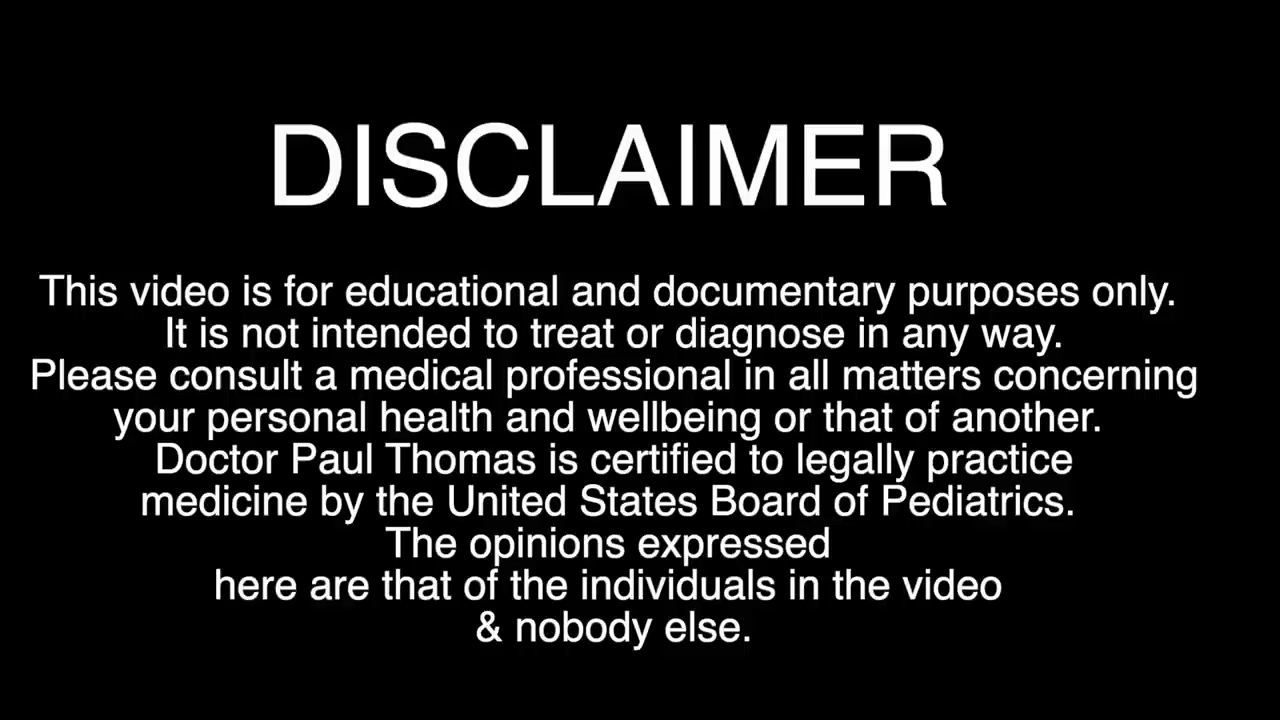 DISCLAIMER
This video is for educational and documentary purposes only.
It is not intended to treat or diagnose in any way.
Please consult a medical professional in all matters concerning
your personal health and wellbeing or that of another.
Doctor Paul Thomas is certified to legally practice
medicine by the United States Board of Pediatrics.
The opinions expressed
here are that of the individuals in the video
& nobody else.